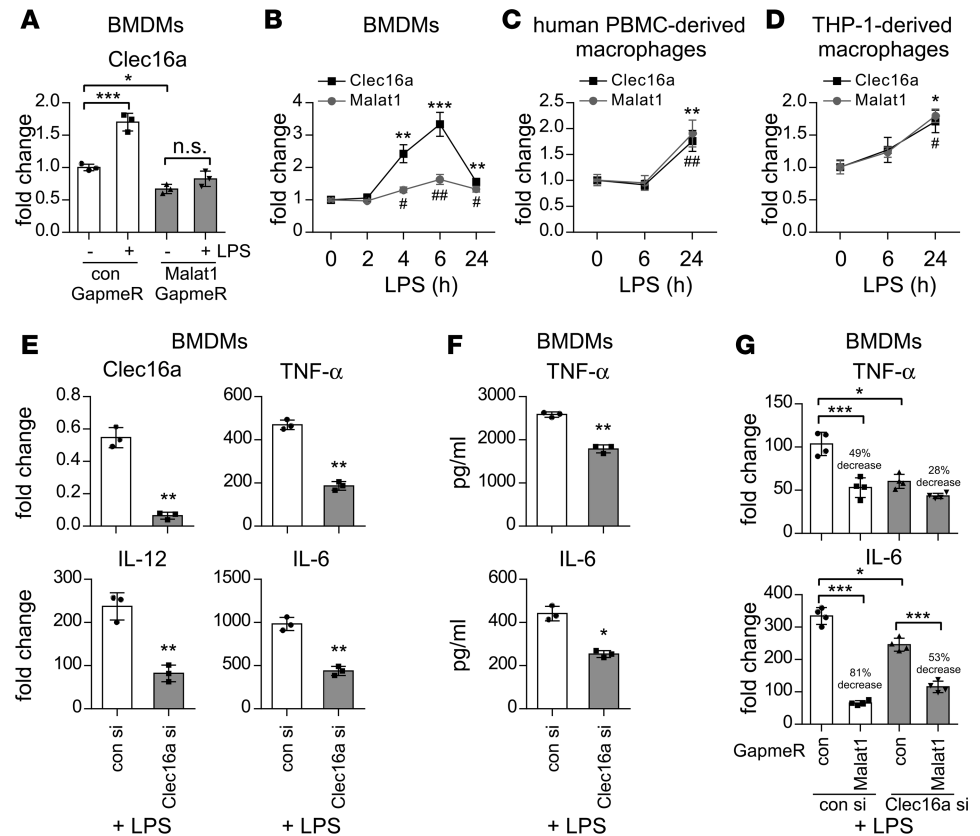 A
BMDMs
Clec16a
*
***
n.s.
fold change
2.0
1.5
1.0
0.5
0.0
- + - + LPS
con GapmeR
Malat1 GapmeR
B
BMDMs
Clec16a
Malat1
fold change
4
3
2
1
0
**
***
**
#
##
#
0 2 4 6 24
LPS (h)
C
human PBMC-derived
macrophages
Clec16a
Malat1
fold change
2.5
2.0
1.5
1.0
0.5
0.0
**
##
0 6 24
LPS (h)
D
THP-1-derived
macrophages
Clec16a
Malat1
fold change
2.0
1.5
1.0
0.5
0.0
*
#
0 6 24
LPS (h)
E
BMDMs
Clec16a
fold change
0.8
0.6
0.4
0.2
0.0
**
TNF-α
600
400
200
0
**
IL-12
fold change
300
200
100
0
**
con si
Clec16a si
+ LPS
IL-6
1000
500
0
1500
**
con si
Clec16a si
+ LPS
F
BMDMs
TNF-α
pg/ml
3000
2000
1000
0
**
IL-6
pg/ml
600
400
200
0
*
con si
Clec16a si
+ LPS
G
BMDMs
TNF-α
*
***
fold change
150
100
50
0
49%
decrease
28%
decrease
IL-6
*
***
***
fold change
400
300
200
100
0
81%
decrease
53%
decrease
GapmeR
con
Malat1
con
Malat1
con si
Clec16a si
+ LPS